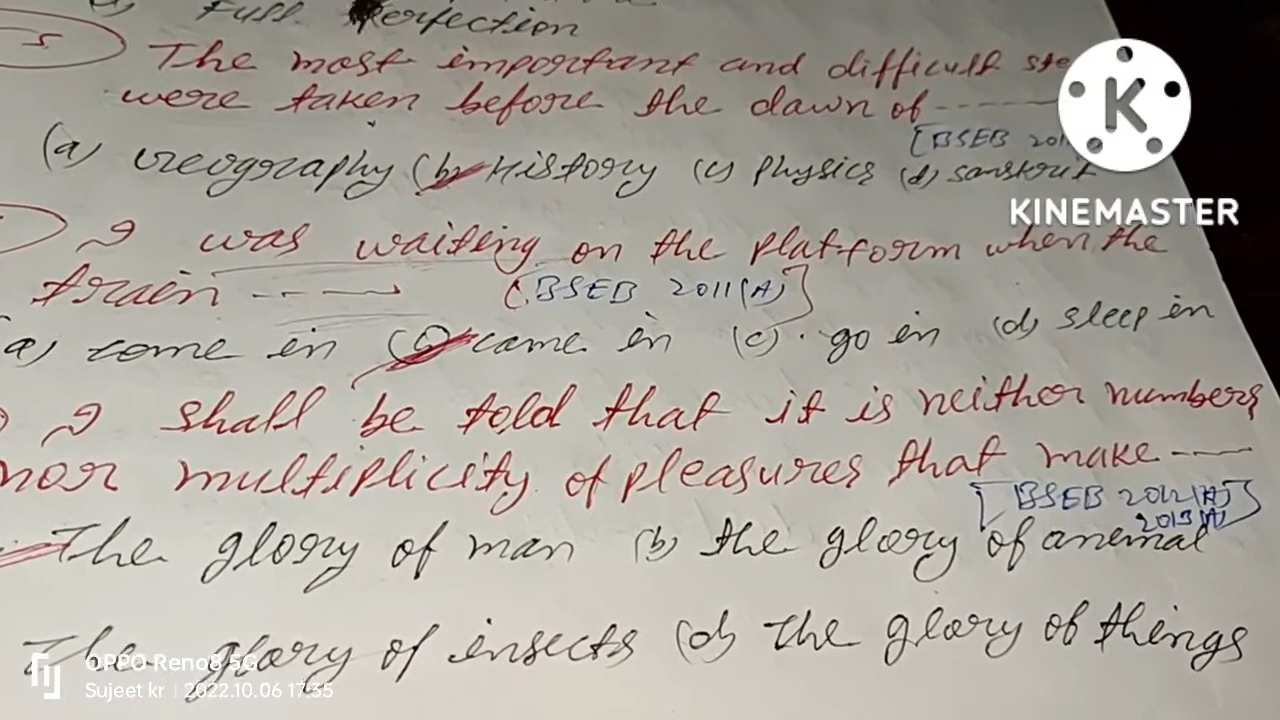 Full Perfection
5
The most important and difficult ste
were taken before the dawn of -----
[BSEB 201
(a) Geography (b) History (c) Physics (d) sanskrit
K
KINEMASTER
I was waiting on the platform when the
train ---- [BSEB 2011(A)]
a) come in came in (c) go in (d) sleep in
I shall be told that it is neither numbers
nor multiplicity of pleasures that make ---
[BSEB 2012(A)]
2013(A)
The glory of man (b) the glory of animal
The glory of insects (d) The glory of things
OPPO Reno8 5G
Sujeet kr | 2022.10.06 17:35